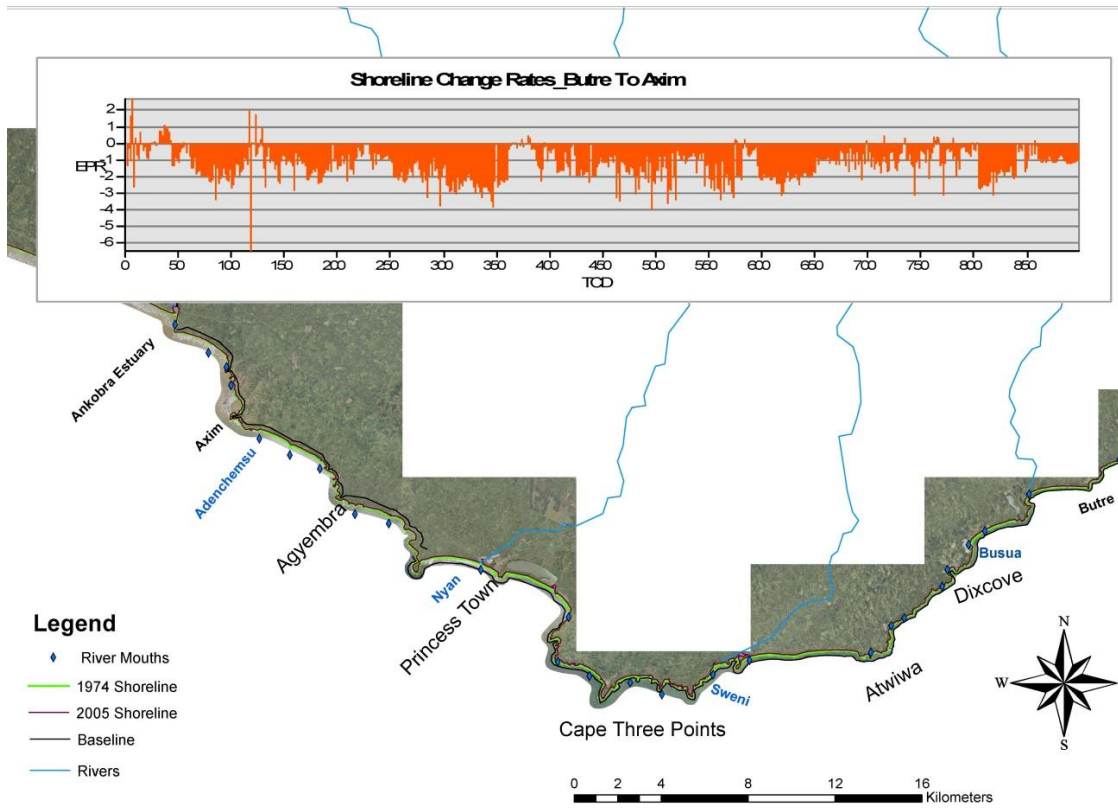 Shoreline Change Rates_Butre To Axim
2
1
0
-1
-2
-3
-4
-5
-6
EPR
0 50 100 150 200 250 300 350 400 450 500 550 600 650 700 750 800 850
TCD
Ankobra Estuary
Axim
Adenchemsu
Agyembra
Nyan
Princess Town
Cape Three Points
Sweni
Atwiwa
Dixcove
Busua
Butre
Legend
River Mouths
1974 Shoreline
2005 Shoreline
Baseline
Rivers
N
W E
S
0 2 4 8 12 16
Kilometers